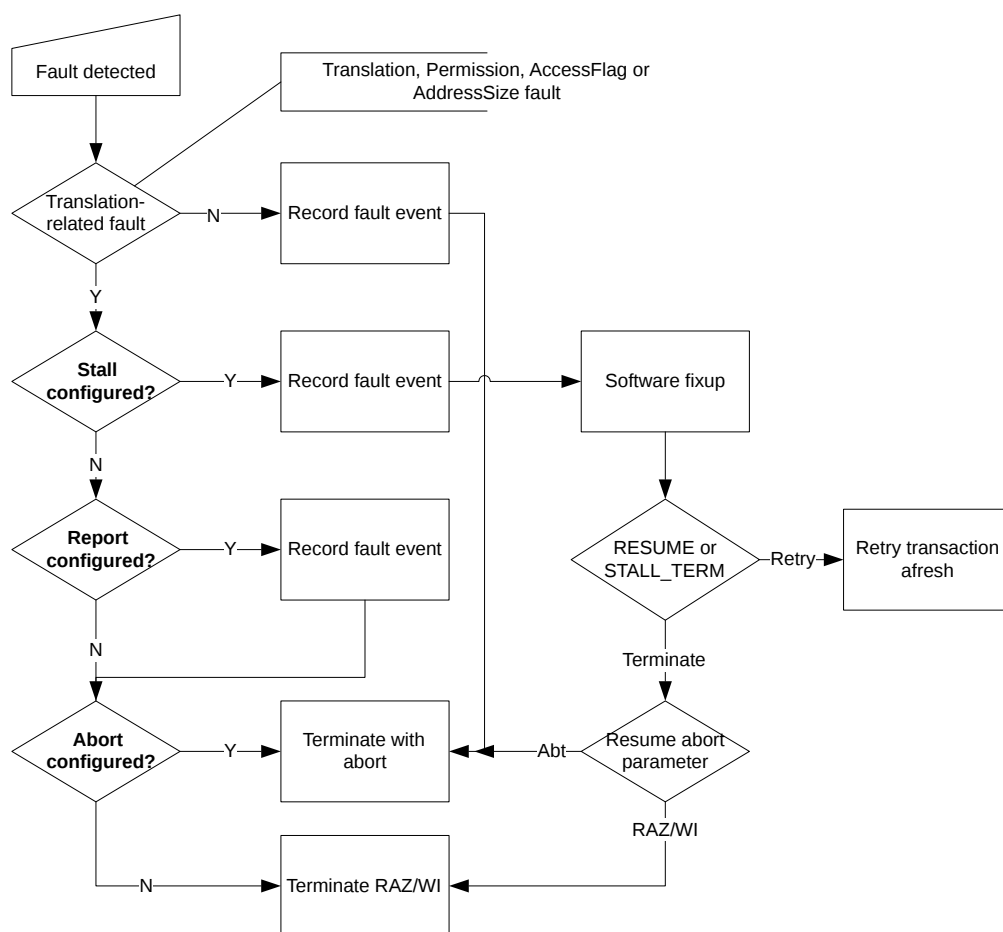 Fault detected
Translation, Permission, AccessFlag or
AddressSize fault
Translation-
related fault
N
Record fault event
Y
Stall
configured?
Y
Record fault event
Software fixup
N
Report
configured?
Y
Record fault event
RESUME or
STALL_TERM
Retry
Retry transaction
afresh
N
Terminate
Abort
configured?
Y
Terminate with
abort
Abt
Resume abort
parameter
RAZ/WI
N
Terminate RAZ/WI